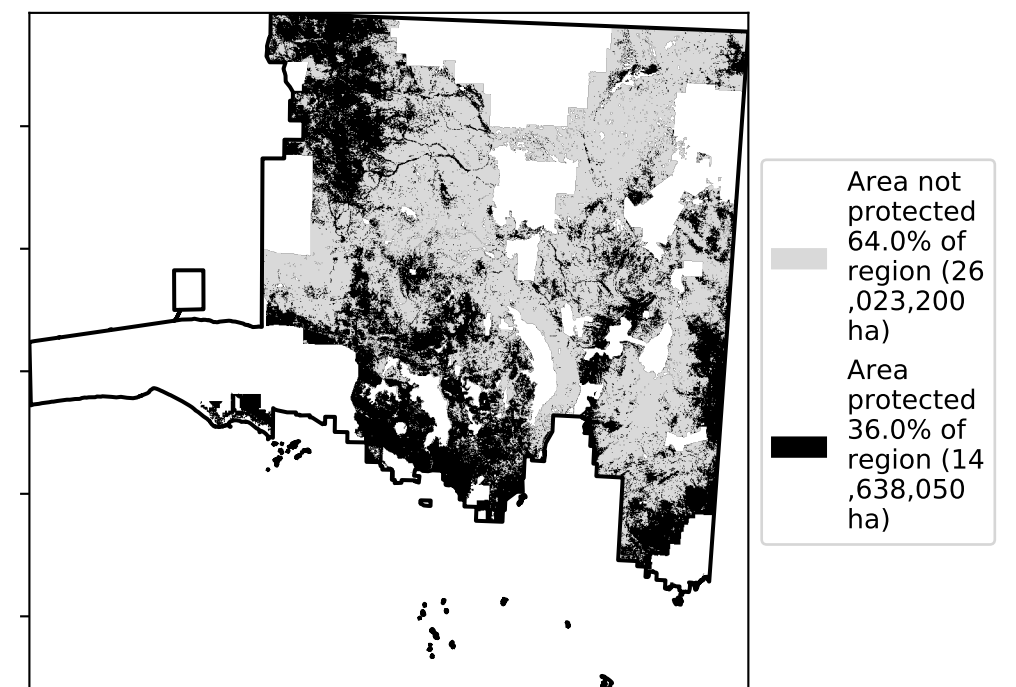 Area not
protected
64.0% of
region (26
,023,200
ha)
Area
protected
36.0% of
region (14
,638,050
ha)